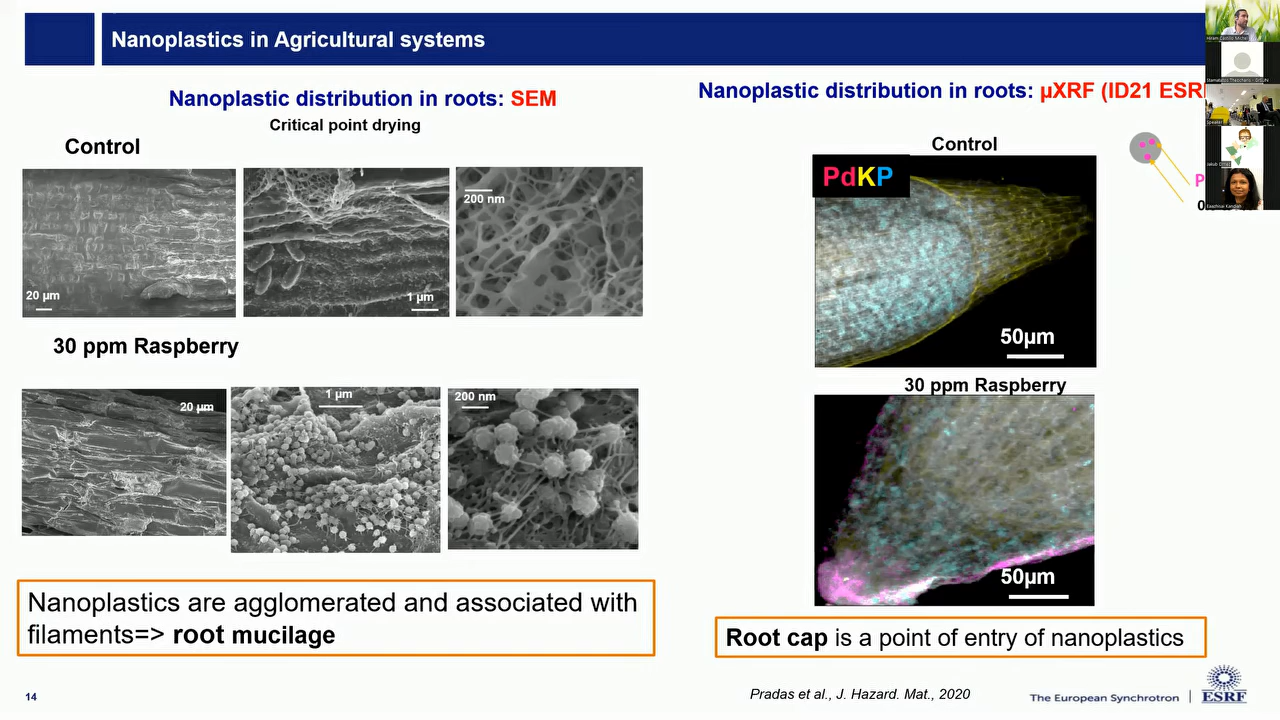 Nanoplastics in Agricultural systems
Nanoplastic distribution in roots: SEM
Critical point drying
Control
20 µm
1 µm
200 nm
30 ppm Raspberry
20 µm
1 µm
200 nm
Nanoplastics are agglomerated and associated with
filaments=> root mucilage
Nanoplastic distribution in roots: µXRF (ID21 ESR
Control
PdKP
50µm
P
0
30 ppm Raspberry
50µm
Root cap is a point of entry of nanoplastics
14
Pradas et al., J. Hazard. Mat., 2020
The European Synchrotron
ESRF
Speaker